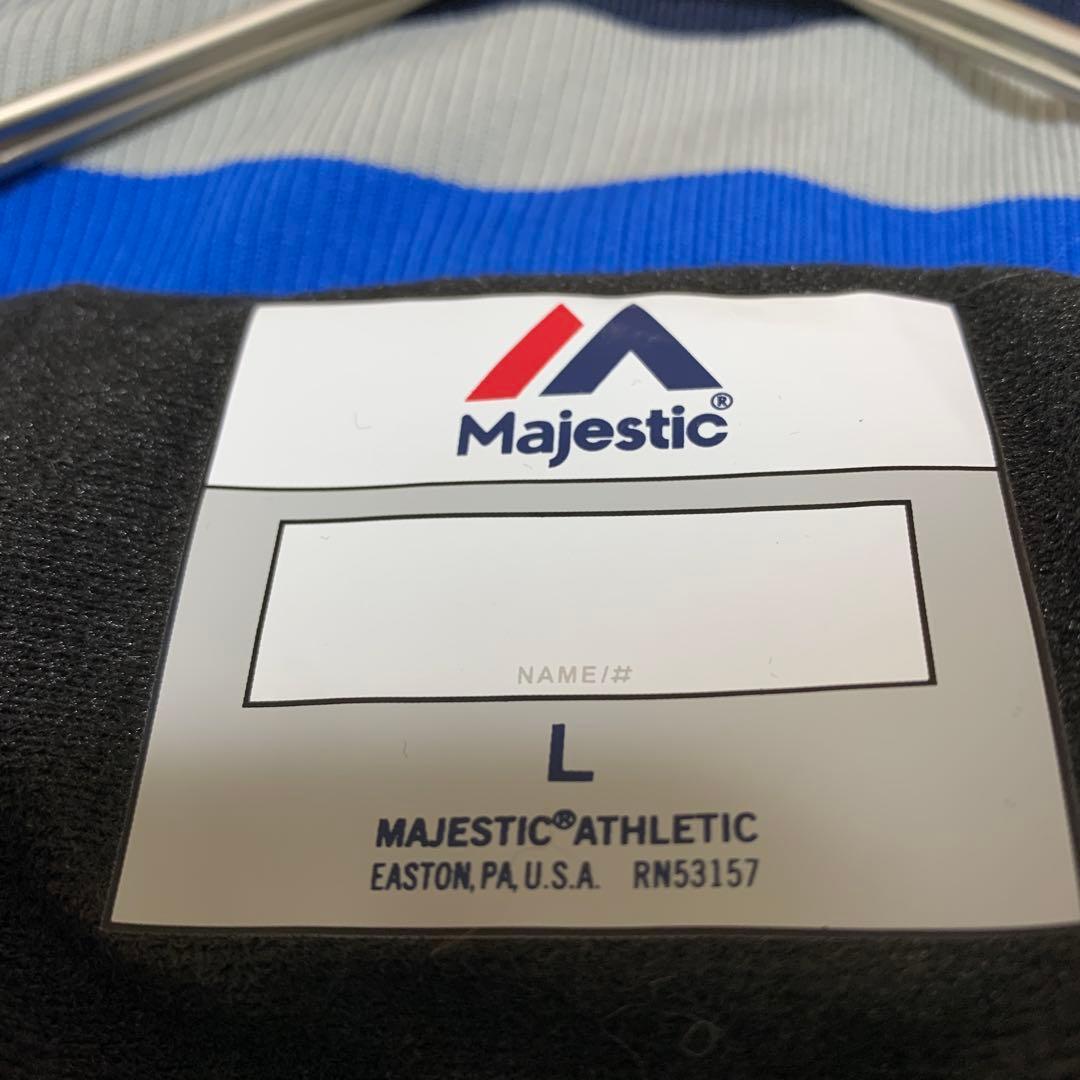 Majestic®
NAME/#
L
MAJESTIC®ATHLETIC
EASTON, PA, U.S.A. RN53157